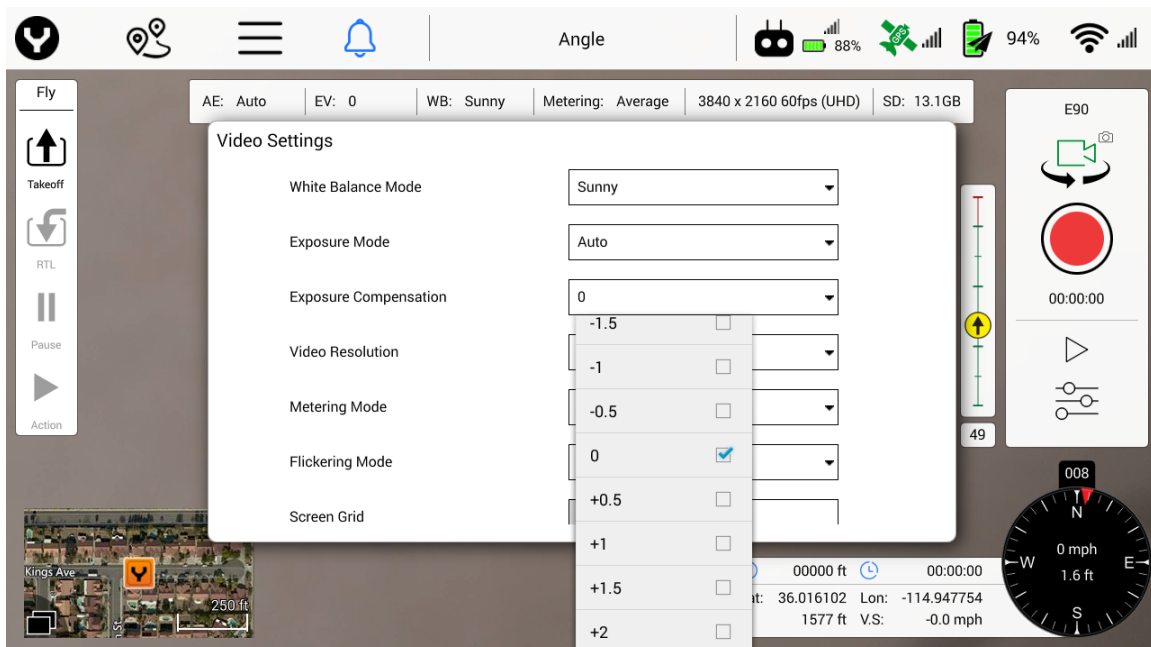 Angle
88%
GPS
94%
Fly
Takeoff
RTL
Pause
Action
AE: Auto
EV: 0
WB: Sunny
Metering: Average
3840 x 2160 60fps (UHD)
SD: 13.1GB
Video Settings
White Balance Mode
Sunny
Exposure Mode
Auto
Exposure Compensation
0
-1.5
-1
-0.5
0
+0.5
+1
+1.5
+2
Video Resolution
Metering Mode
Flickering Mode
Screen Grid
E90
00:00:00
49
008
N
W
E
S
0 mph
1.6 ft
Kings Ave
250 ft
00000 ft
00:00:00
36.016102 Lon: -114.947754
1577 ft V.S: -0.0 mph